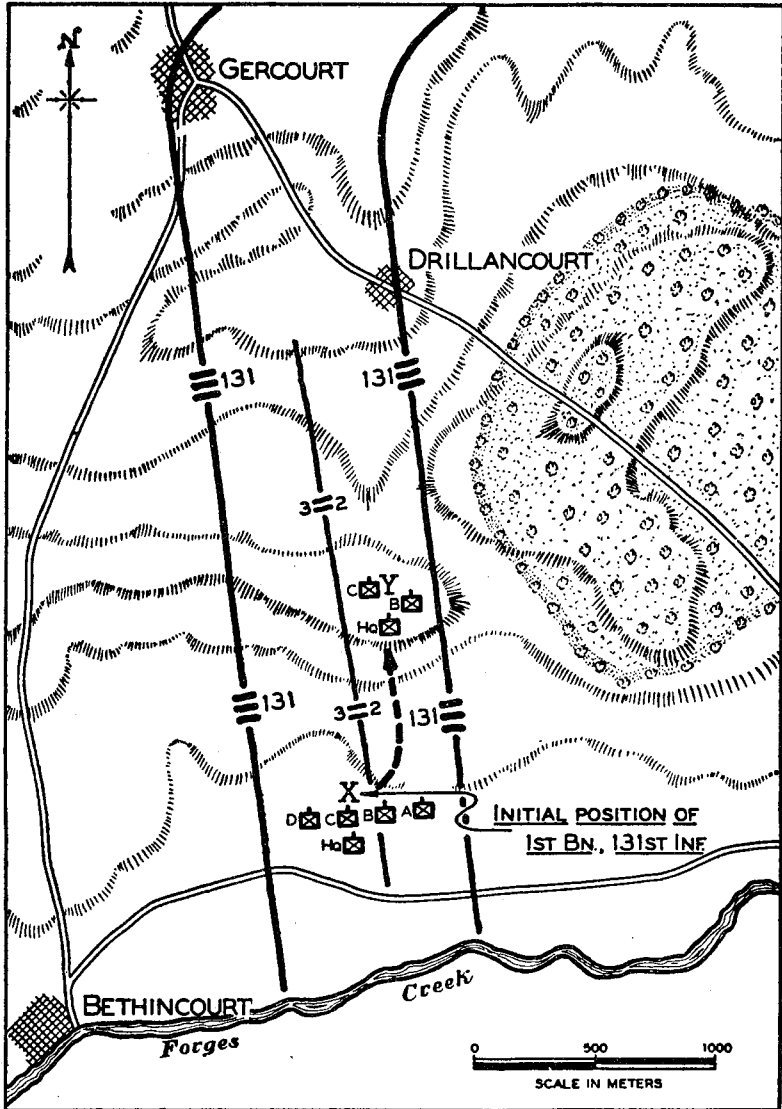 N
GERCOURT
DRILLANCOURT
131
131
3 2
C Y
B
Hq
131
3 2
131
X
D C B A
Hq
INITIAL POSITION OF
1ST BN., 131ST INF.
BETHINCOURT
Forges Creek
0 500 1000
SCALE IN METERS